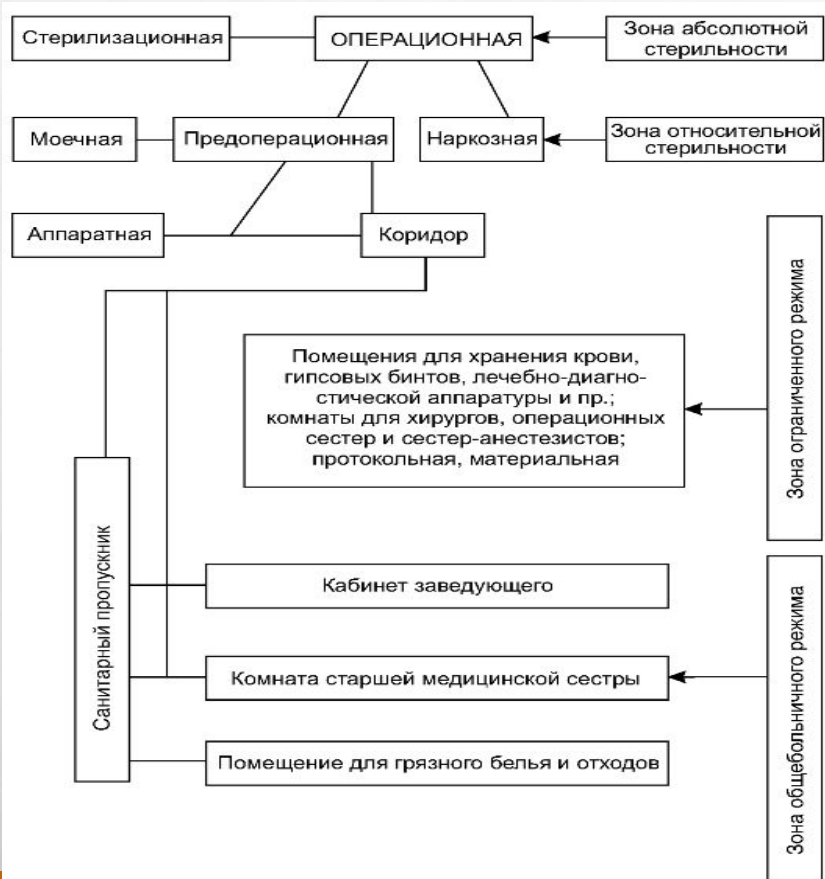 Стерилизационная
ОПЕРАЦИОННАЯ
Зона абсолютной
стерильности
Моечная
Предоперационная
Наркозная
Зона относительной
стерильности
Аппаратная
Коридор
Помещения для хранения крови,
гипсовых бинтов, лечебно-диагно-
стической аппаратуры и пр.;
комнаты для хирургов, операционных
сестер и сестер-анестезистов;
протокольная, материальная
Зона ограниченного режима
Санитарный пропускник
Кабинет заведующего
Комната старшей медицинской сестры
Помещение для грязного белья и отходов
Зона общебольничного режима